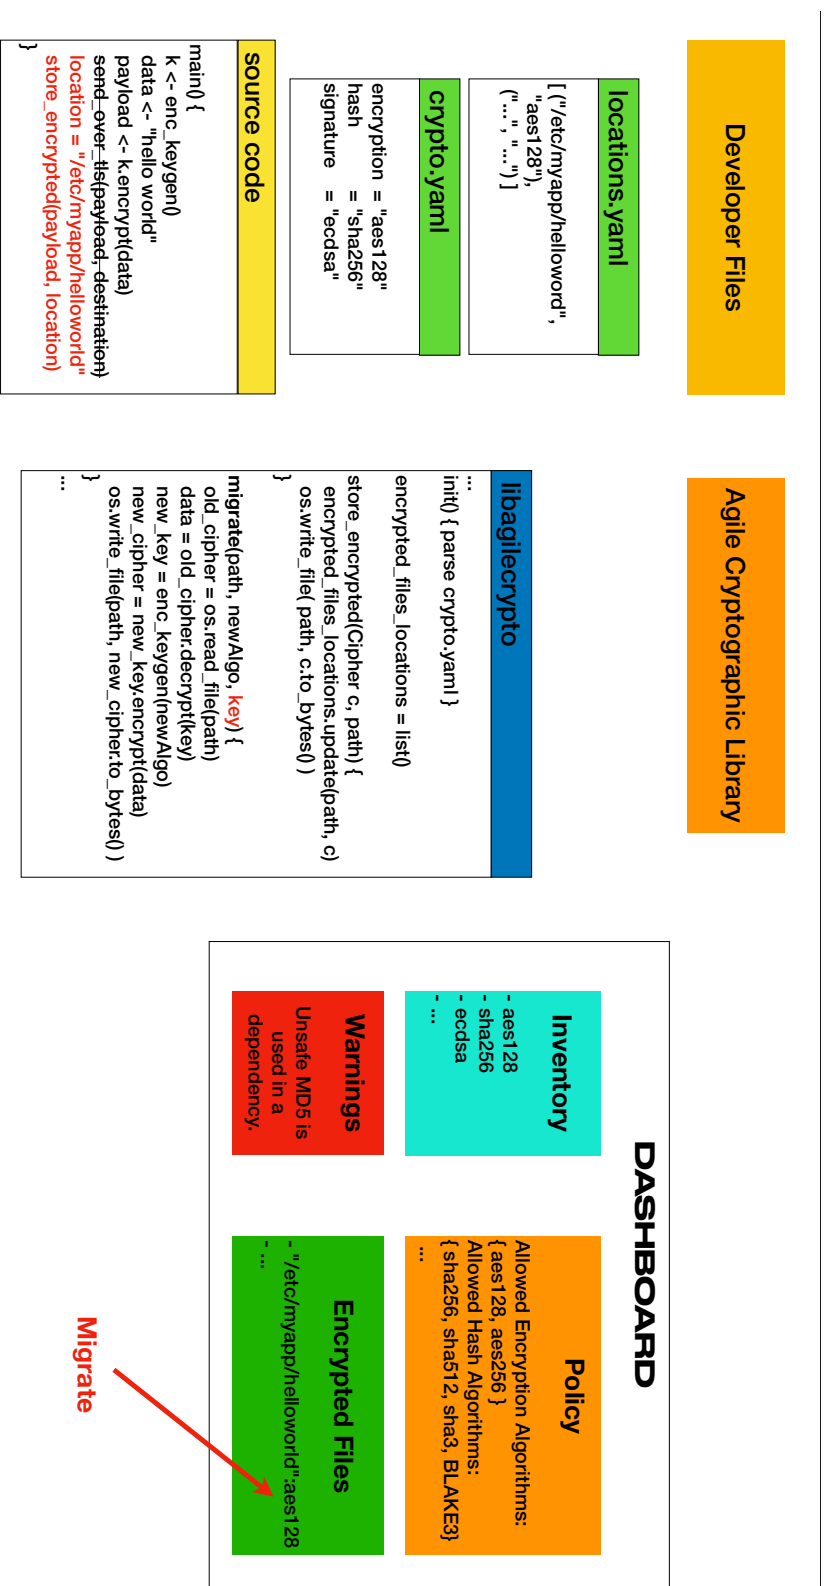 Developer Files
locations.yaml
[ ("/etc/myapp/helloword",
"aes128"),
("...", "...") ]
crypto.yaml
encryption = "aes128"
hash = "sha256"
signature = "ecdsa"
source code
main() {
k <- enc_keygen()
data <- "hello world"
payload <- k.encrypt(data)
send_over_tls(payload, destination)
location = "/etc/myapp/helloworld"
store_encrypted(payload, location)
}
Agile Cryptographic Library
libagilecrypto
...
init() { parse crypto.yaml }
encrypted_files_locations = list()
store_encrypted(Cipher c, path) {
encrypted_files_locations.update(path, c)
os.write_file( path, c.to_bytes() )
}
migrate(path, newAlgo, key) {
old_cipher = os.read_file(path)
data = old_cipher.decrypt(key)
new_key = enc_keygen(newAlgo)
new_cipher = new_key.encrypt(data)
os.write_file(path, new_cipher.to_bytes() )
}
...
DASHBOARD
Inventory
- aes128
- sha256
- ecdsa
- ...
Policy
Allowed Encryption Algorithms:
{ aes128, aes256 }
Allowed Hash Algorithms:
{ sha256, sha512, sha3, BLAKE3}
...
Warnings
Unsafe MD5 is
used in a
dependency.
Encrypted Files
- "/etc/myapp/helloworld":aes128
- ...
Migrate